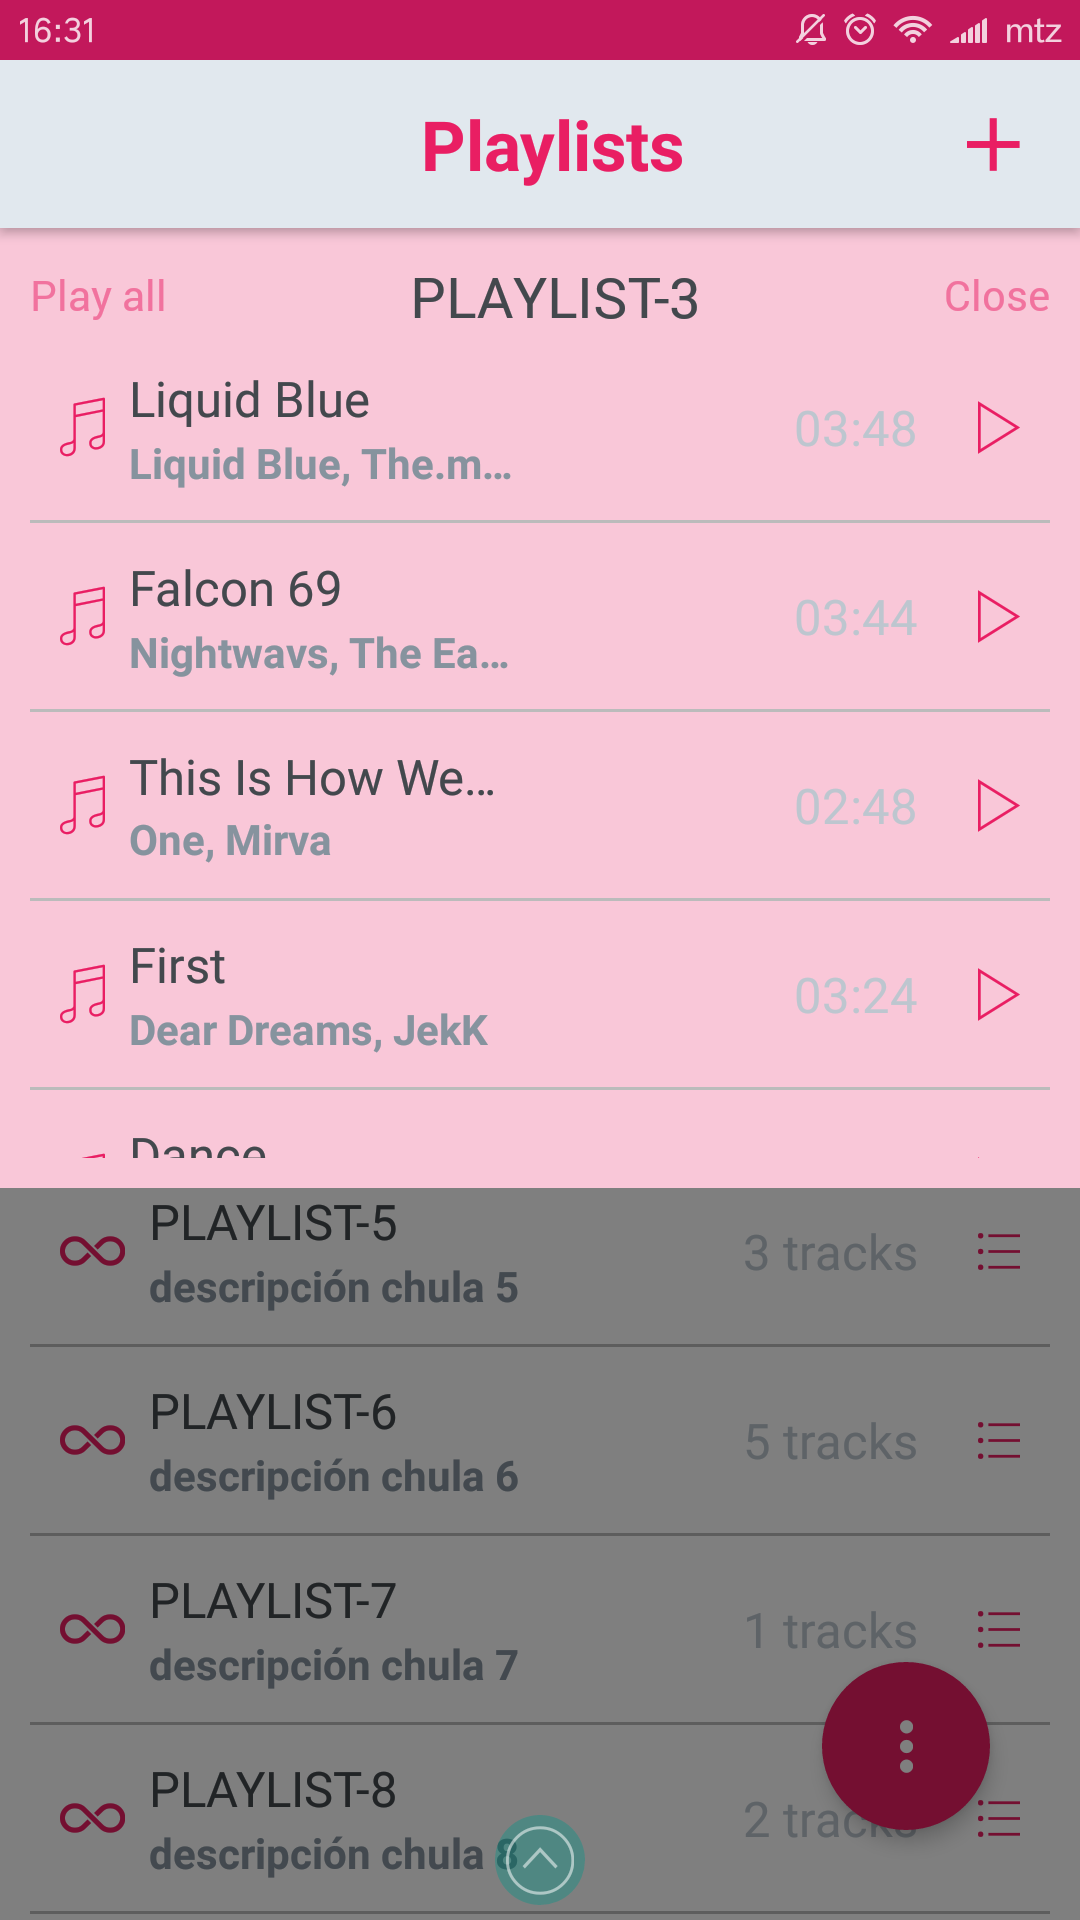 16:31 mtz
Playlists
Play all PLAYLIST-3 Close
Liquid Blue
03:48
Liquid Blue, The.m...
Falcon 69
03:44
Nightwavs, The Ea...
This Is How We...
02:48
One, Mirva
First
03:24
Dear Dreams, JekK
Dance
PLAYLIST-5
3 tracks
descripción chula 5
PLAYLIST-6
5 tracks
descripción chula 6
PLAYLIST-7
1 tracks
descripción chula 7
PLAYLIST-8
2 tracks
descripción chula 8